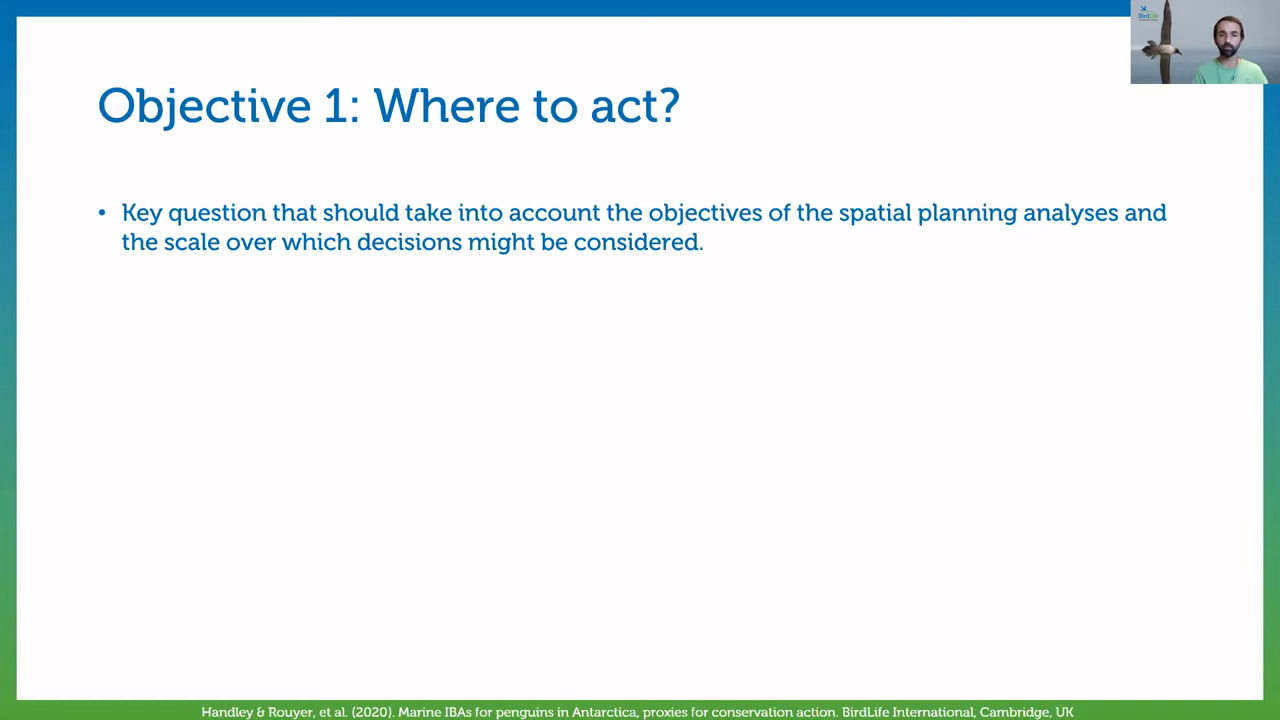 BirdLife
Objective 1: Where to act?
• Key question that should take into account the objectives of the spatial planning analyses and
the scale over which decisions might be considered.
Handley & Rouyer, et al. (2020). Marine IBAs for penguins in Antarctica, proxies for conservation action. BirdLife International, Cambridge, UK